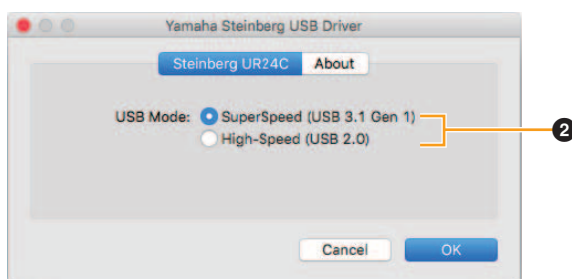 Yamaha Steinberg USB Driver
Steinberg UR24C About
USB Mode: SuperSpeed (USB 3.1 Gen 1)
High-Speed (USB 2.0)
2
Cancel OK